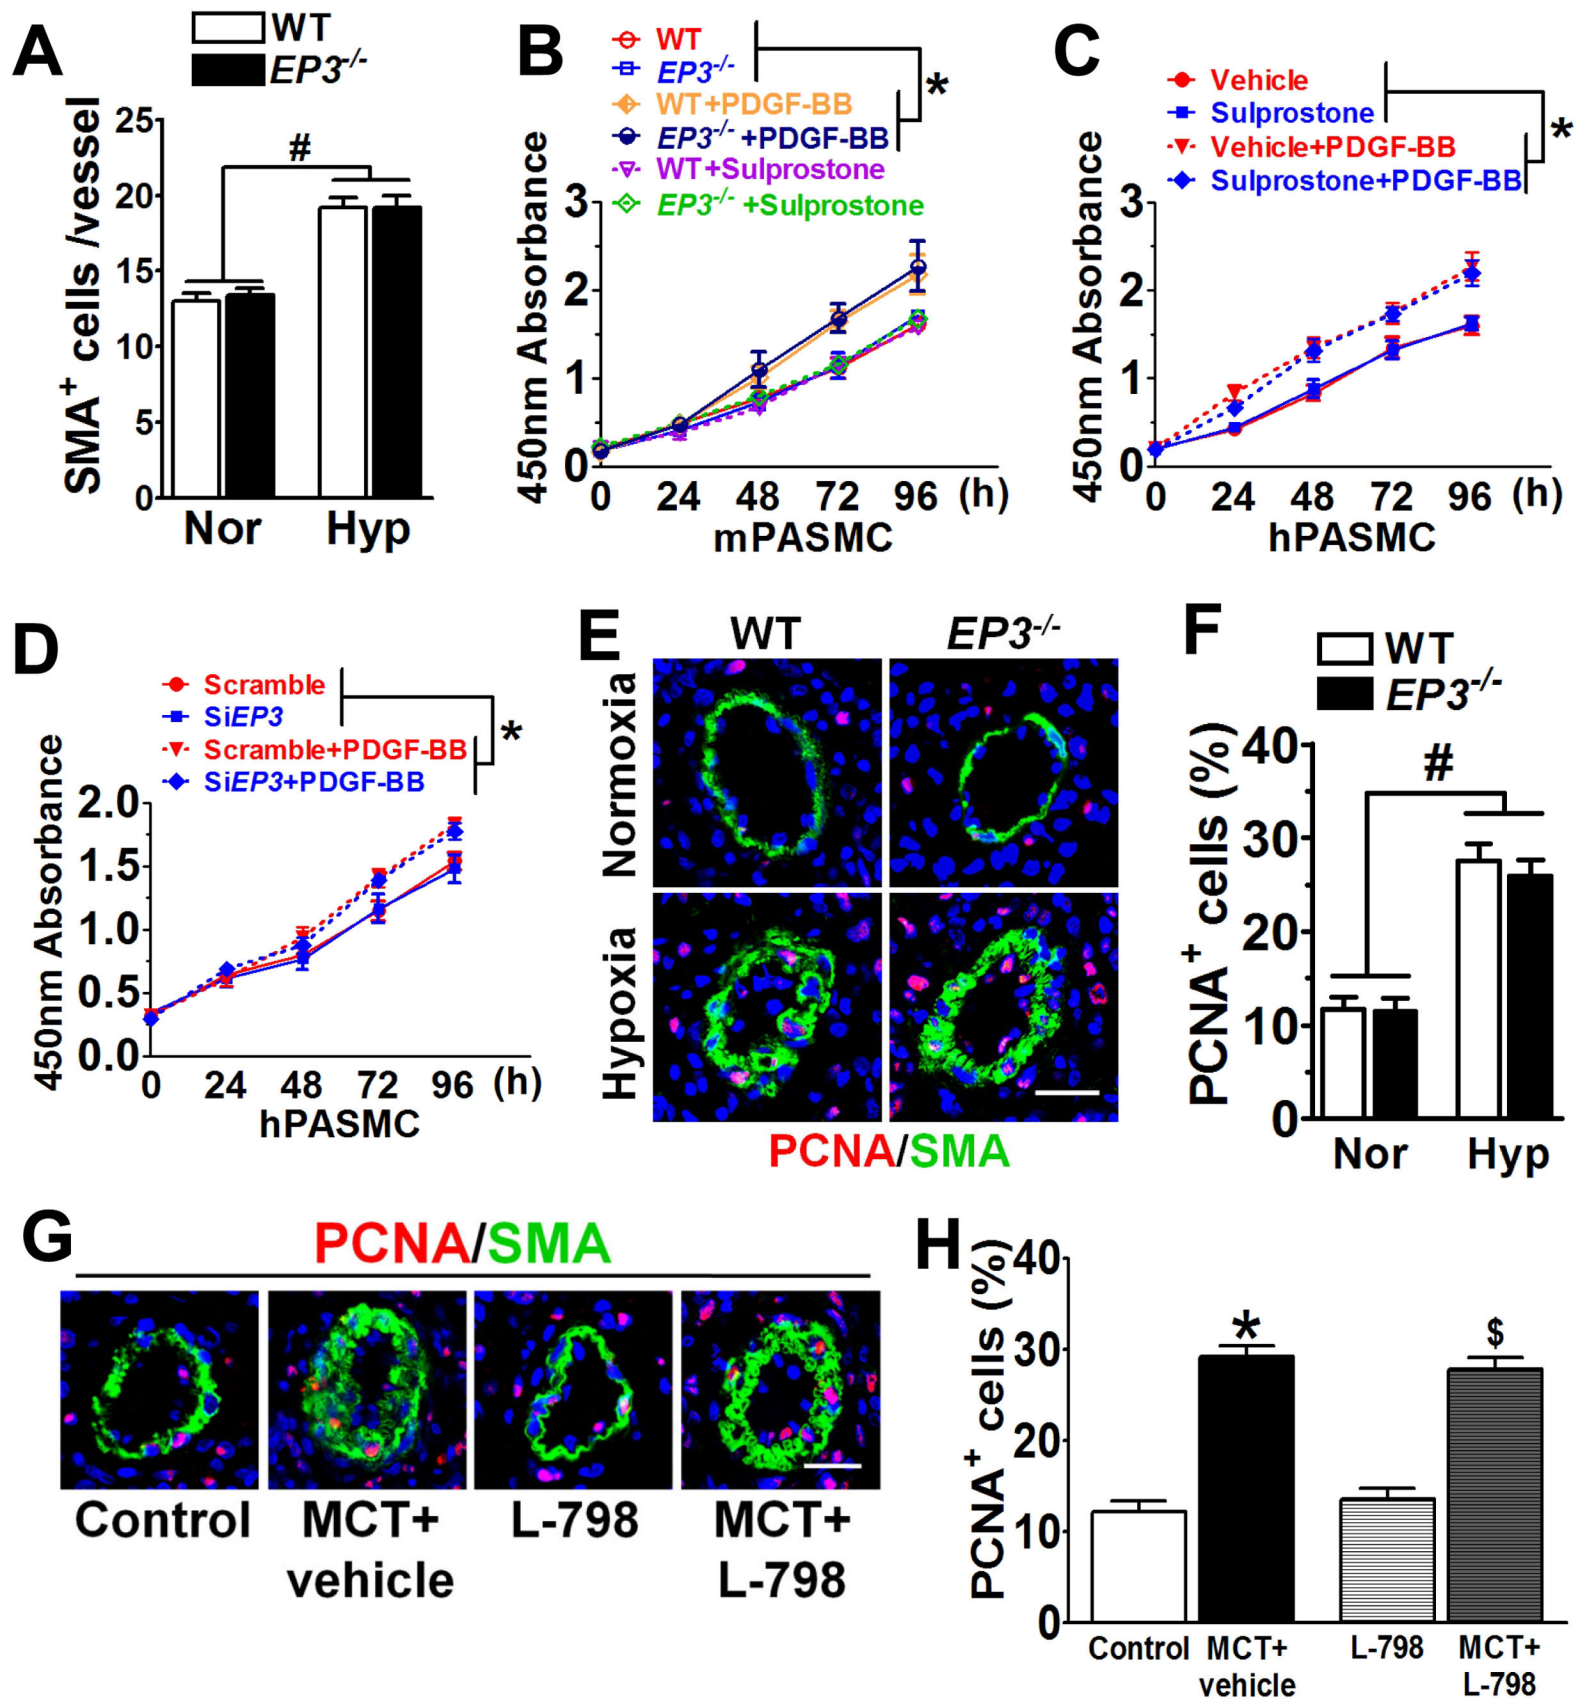 A
WT
EP3-/-
SMA+ cells /vessel
25
20
15
10
5
0
#
Nor Hyp
B
WT
EP3-/-
WT+PDGF-BB
EP3-/- +PDGF-BB
WT+Sulprostone
EP3-/- +Sulprostone
*
450nm Absorbance
3
2
1
0
0 24 48 72 96 (h)
mPASMC
C
Vehicle
Sulprostone
Vehicle+PDGF-BB
Sulprostone+PDGF-BB
*
450nm Absorbance
3
2
1
0
0 24 48 72 96 (h)
hPASMC
D
Scramble
SiEP3
Scramble+PDGF-BB
SiEP3+PDGF-BB
*
450nm Absorbance
2.0
1.5
1.0
0.5
0.0
0 24 48 72 96 (h)
hPASMC
E
WT EP3-/-
Normoxia
Hypoxia
PCNA/SMA
F
WT
EP3-/-
PCNA+ cells (%)
40
30
20
10
0
#
Nor Hyp
G
PCNA/SMA
Control MCT+ L-798 MCT+
vehicle L-798
H
PCNA+ cells (%)
40
30
20
10
0
* $
Control MCT+ L-798 MCT+
vehicle L-798